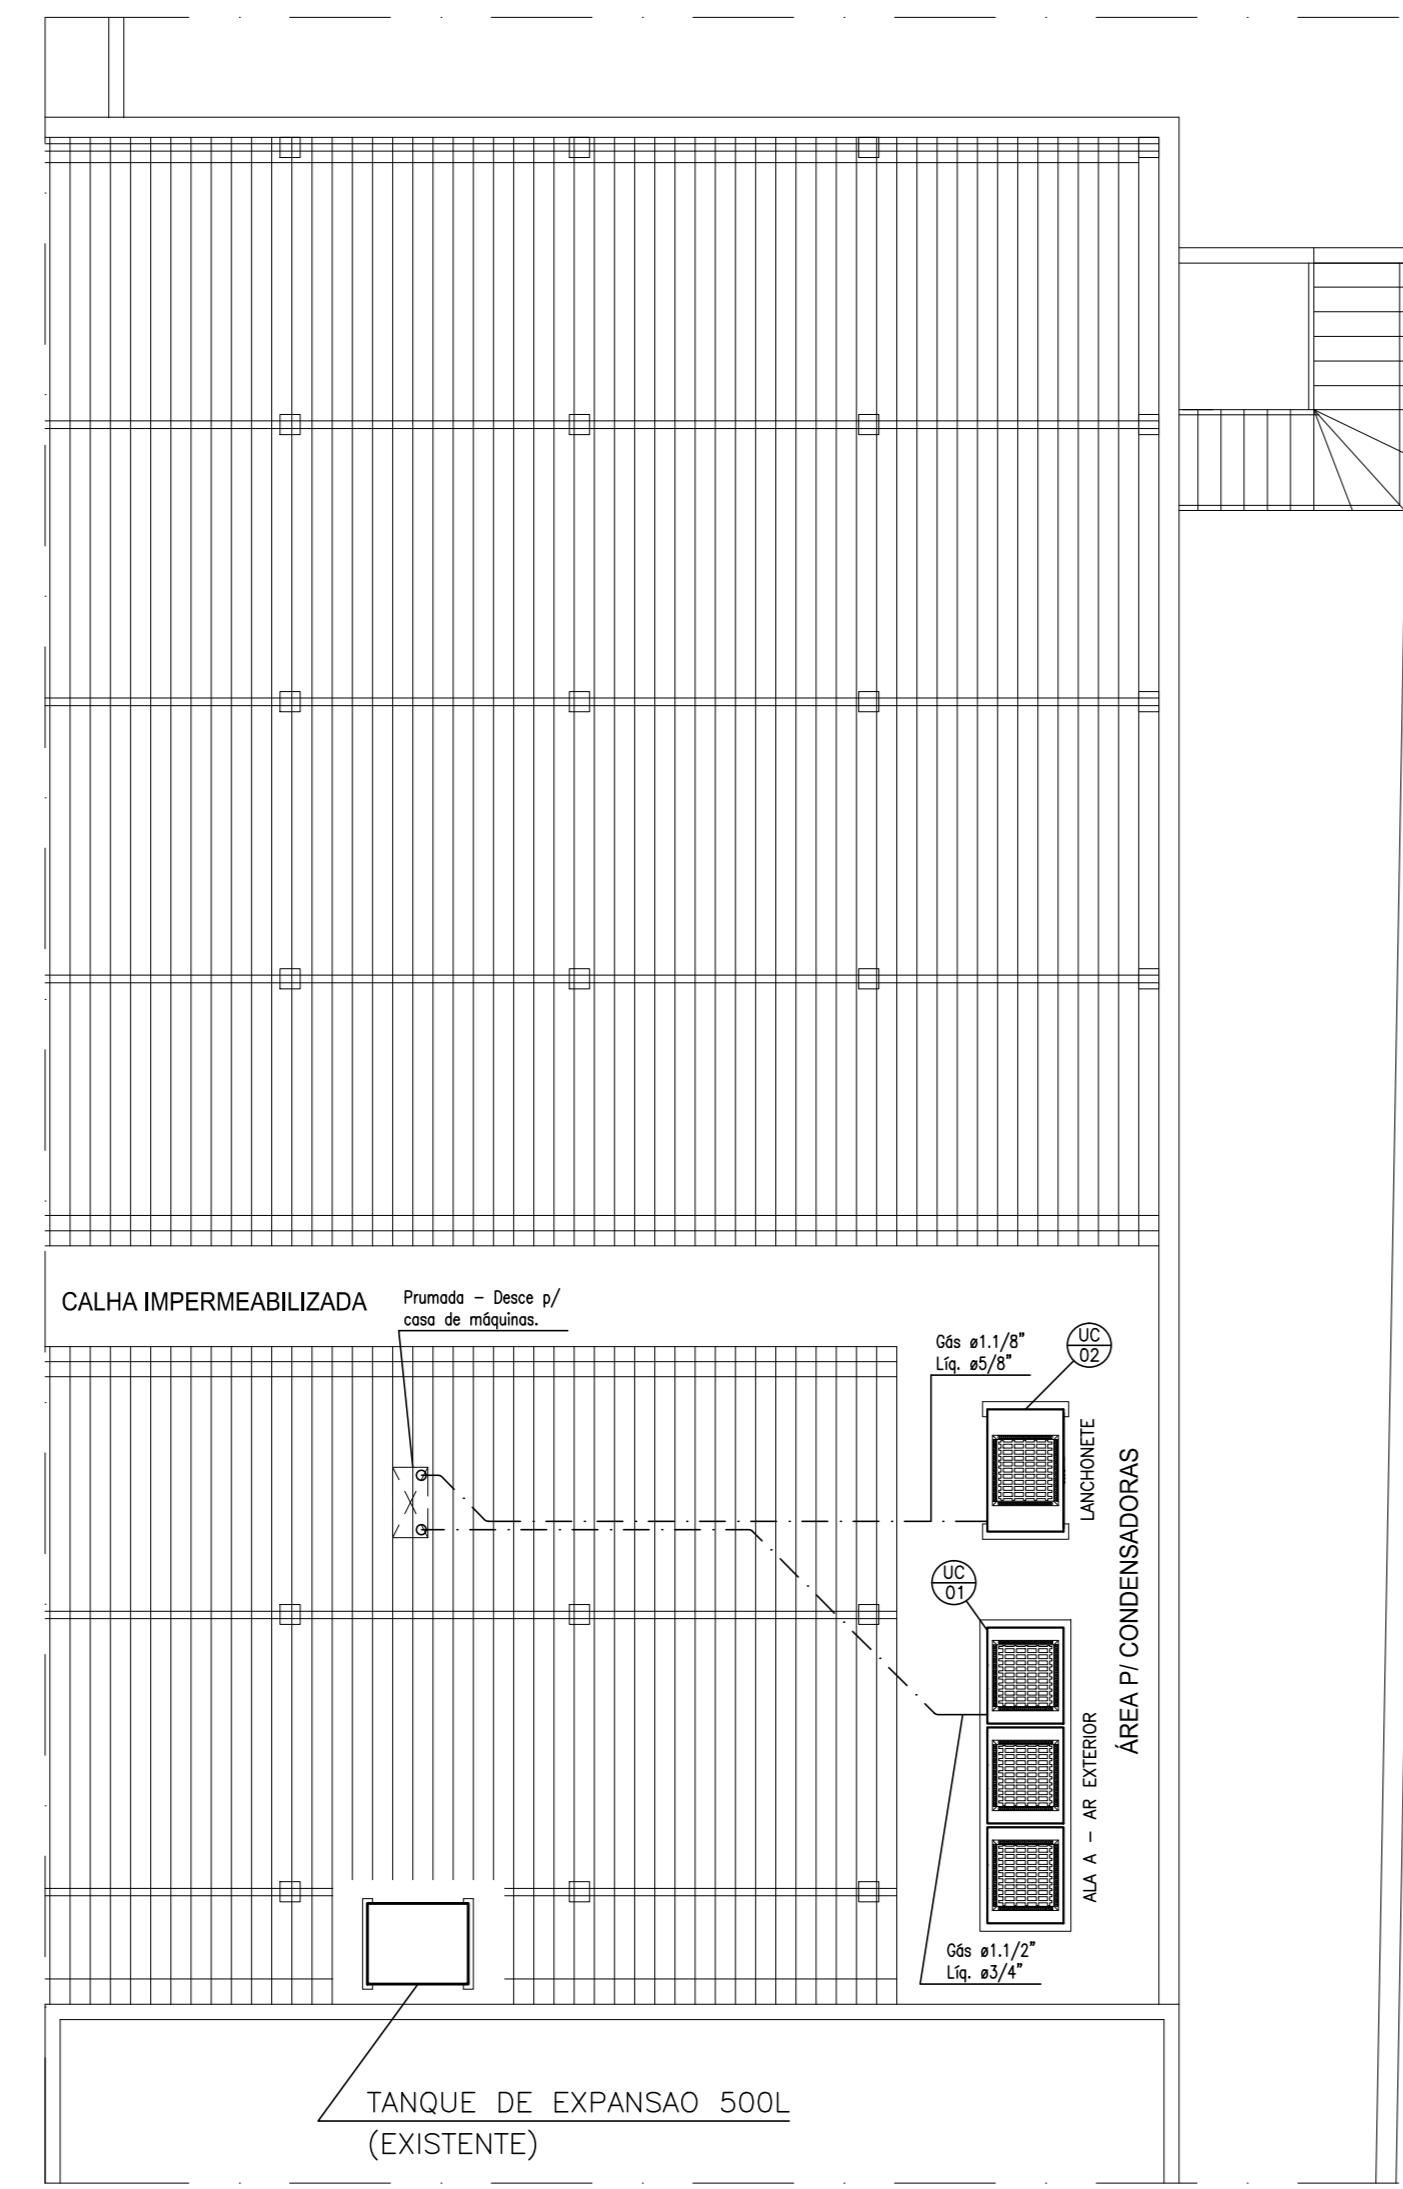 CALHA IMPERMEABILIZADA
Prumada – Desce p/
casa de máquinas.
Gás ø1.1/8"
Líq. ø5/8"
UC
02
LANCHONETE
ÁREA P/ CONDENSADORAS
UC
01
ALA A – AR EXTERIOR
Gás ø1.1/2"
Líq. ø3/4"
TANQUE DE EXPANSAO 500L
(EXISTENTE)